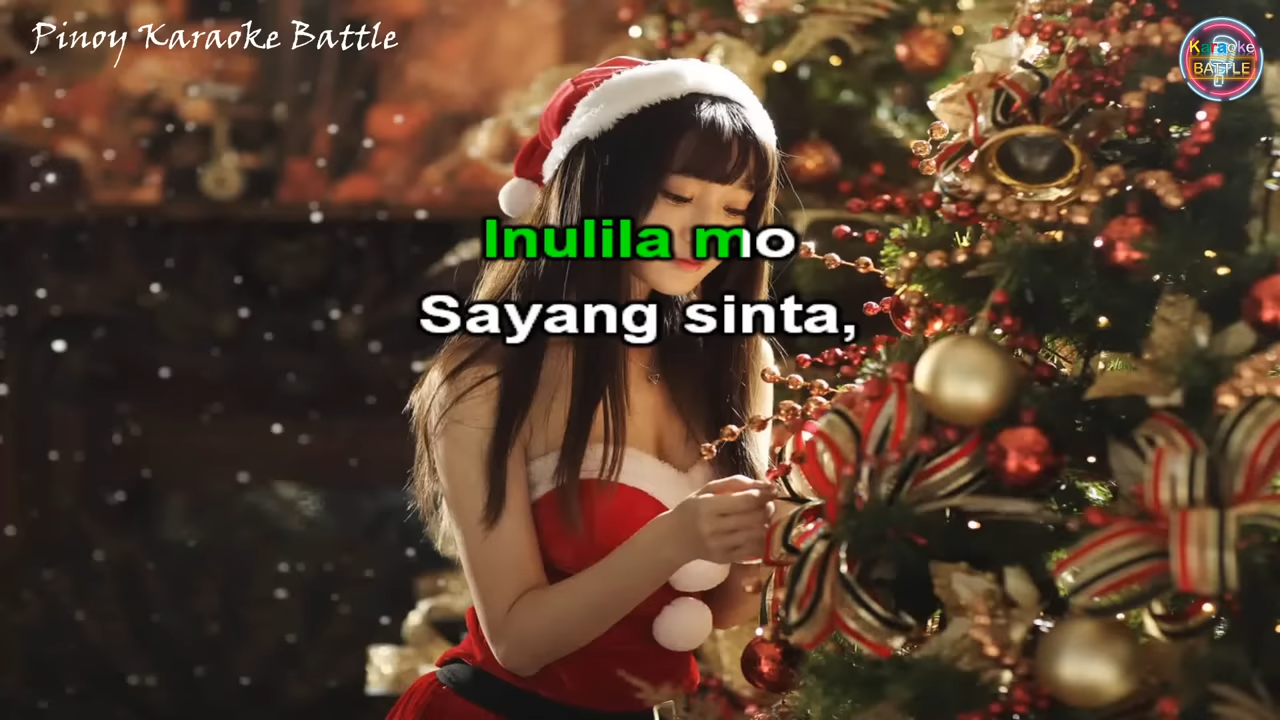 Pinoy Karaoke Battle
Karaoke
BATTLE
Inulila mo
Sayang sinta,